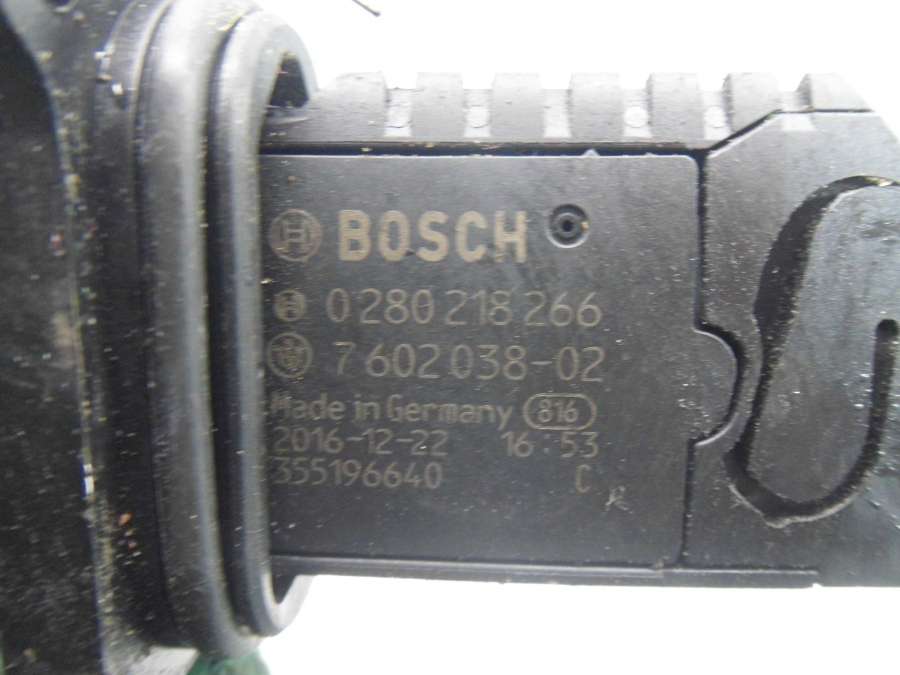 BOSCH
0 280 218 266
7 602 038-02
Made in Germany 816
2016-12-22 16:53
355196640 C